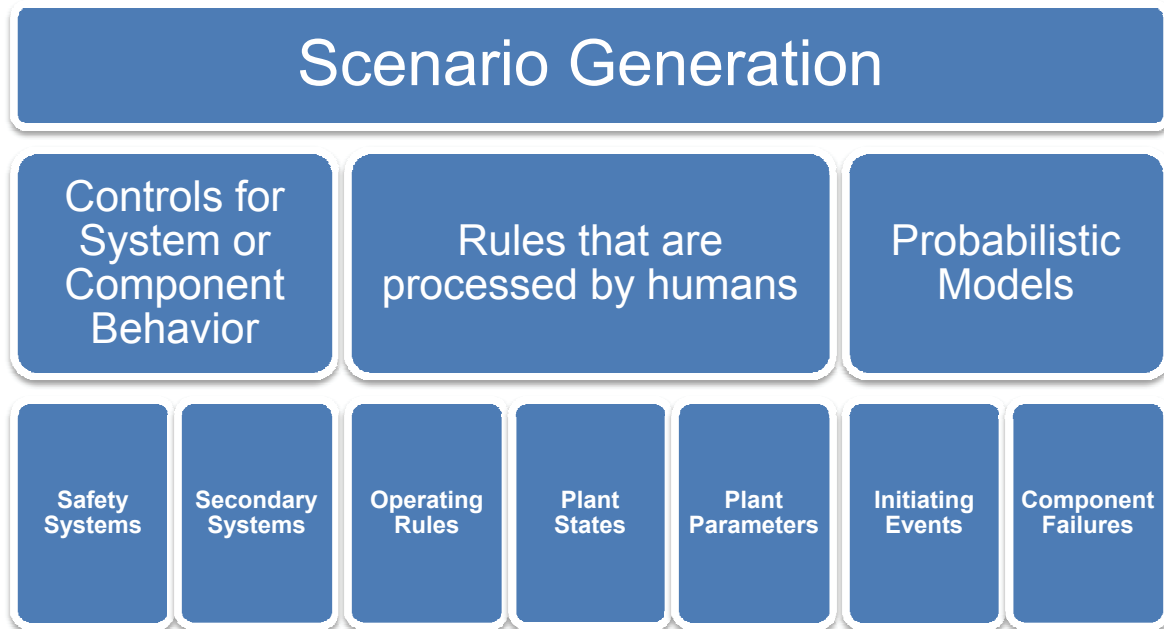 Scenario Generation
Controls for
System or
Component
Behavior
Rules that are
processed by humans
Probabilistic
Models
Safety
Systems
Secondary
Systems
Operating
Rules
Plant
States
Plant
Parameters
Initiating
Events
Component
Failures